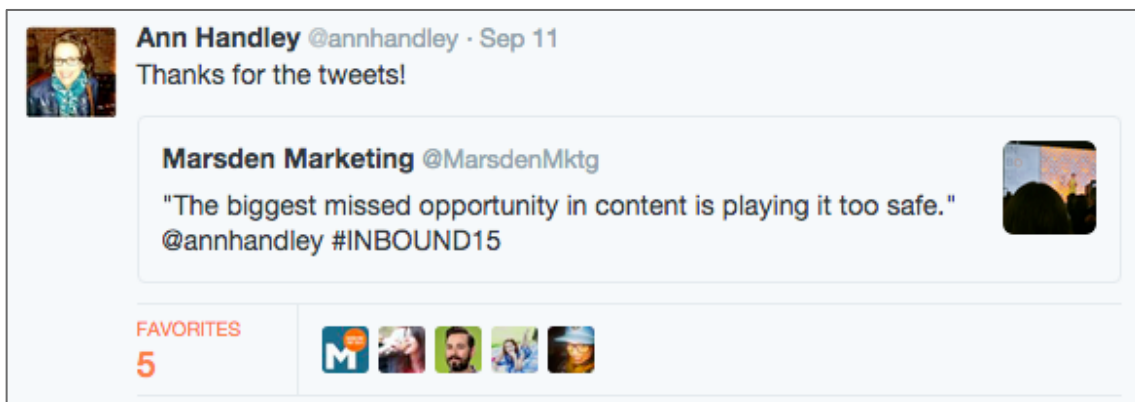 Ann Handley @annhandley · Sep 11
Thanks for the tweets!
Marsden Marketing @MarsdenMktg
"The biggest missed opportunity in content is playing it too safe."
@annhandley #INBOUND15
FAVORITES
5
M